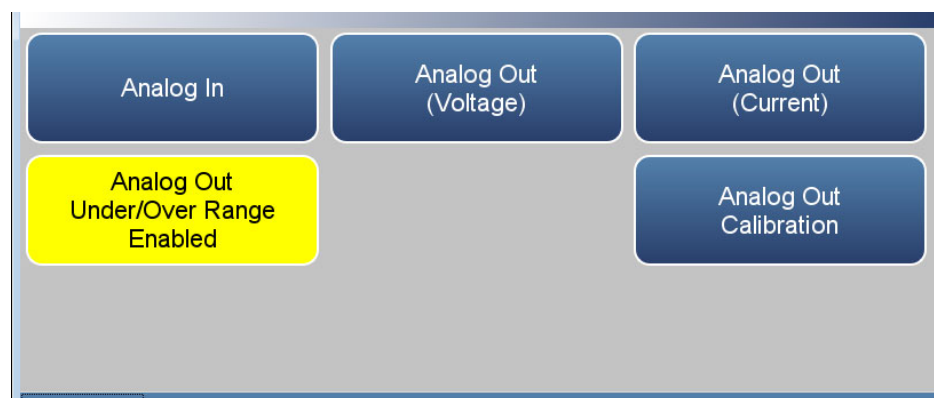 Analog In
Analog Out
(Voltage)
Analog Out
(Current)
Analog Out
Under/Over Range
Enabled
Analog Out
Calibration